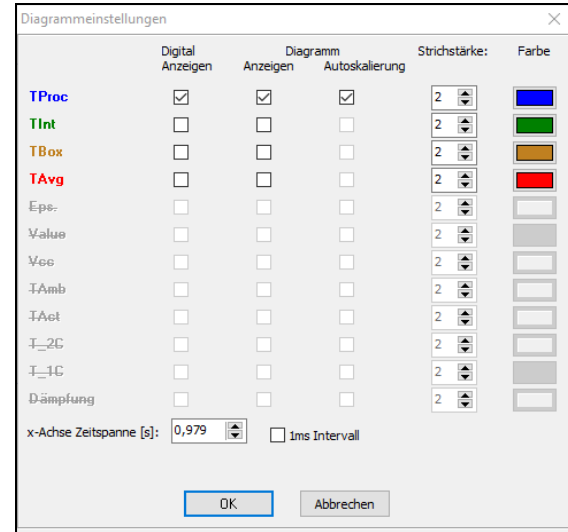 Diagrammeinstellungen
Digital Diagramm Strichstärke: Farbe
Anzeigen Anzeigen Autoskalierung
TProc 2
TInt 2
TBox 2
TAvg 2
Eps. 2
Value 2
Vcc 2
TAmb 2
TAct 2
T_2C 2
T_1C 2
Dämpfung 2
x-Achse Zeitspanne [s]: 0,979 1ms Intervall
OK Abbrechen